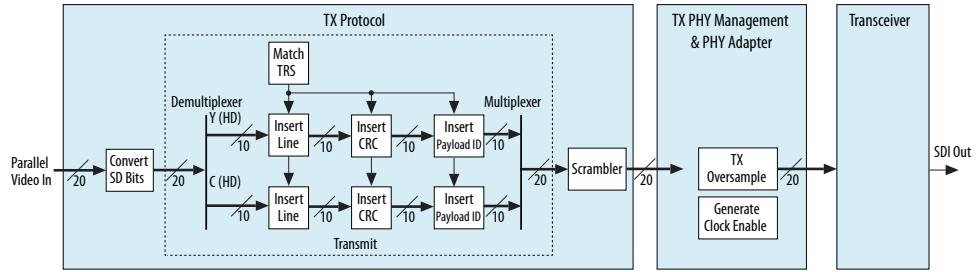 TX Protocol
TX PHY Management
& PHY Adapter
Transceiver
Match
TRS
Demultiplexer
Multiplexer
Y (HD)
Insert
Line
Insert
CRC
Insert
Payload ID
10
10
10
10
Parallel
Video In
20
Convert
SD Bits
20
20
Scrambler
20
TX
Oversample
20
SDI Out
C (HD)
Insert
Line
Insert
CRC
Insert
Payload ID
10
10
10
10
Generate
Clock Enable
Transmit